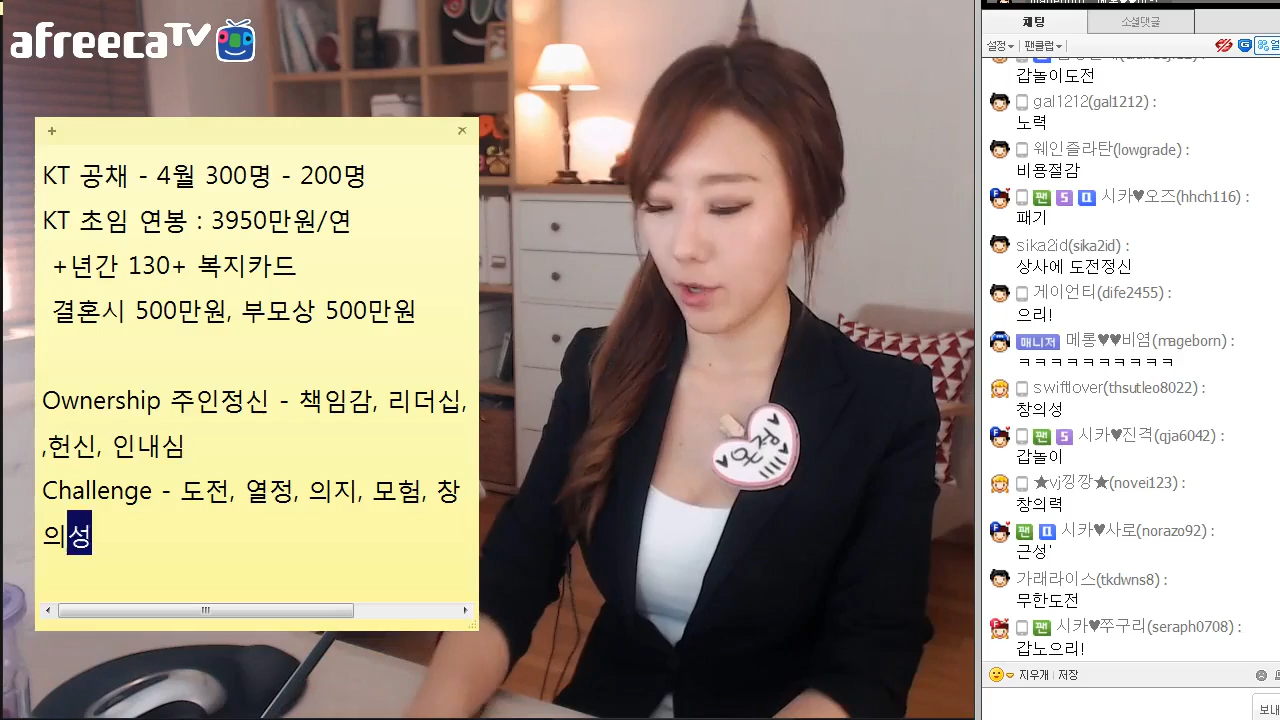 afreecaTV
KT 공채 - 4월 300명 - 200명
KT 초임 연봉 : 3950만원/연
+년간 130+ 복지카드
결혼시 500만원, 부모상 500만원
Ownership 주인정신 - 책임감, 리더십,
,헌신, 인내심
Challenge - 도전, 열정, 의지, 모험, 창
의성
채팅 소셜댓글
설정 팬클럽
갑놀이도전
gal1212(gal1212) :
노력
웨인즐라탄(lowgrade) :
비용절감
팬 S 시카♥오즈(hhch116) :
패기
sika2id(sika2id) :
상사에 도전정신
게이언티(dife2455) :
으리!
매니저 메롱♥♥비염(mageborn) :
ㅋㅋㅋㅋㅋㅋㅋㅋㅋㅋ
swiftlover(thsutleo8022) :
창의성
팬 S 시카♥진격(qja6042) :
갑놀이
★vj낑깡★(novei123) :
창의력
팬 시카♥사로(norazo92) :
근성'
가래라이스(tkdwns8) :
무한도전
팬 시카♥쭈구리(seraph0708) :
갑노으리!
지우개 저장
보내